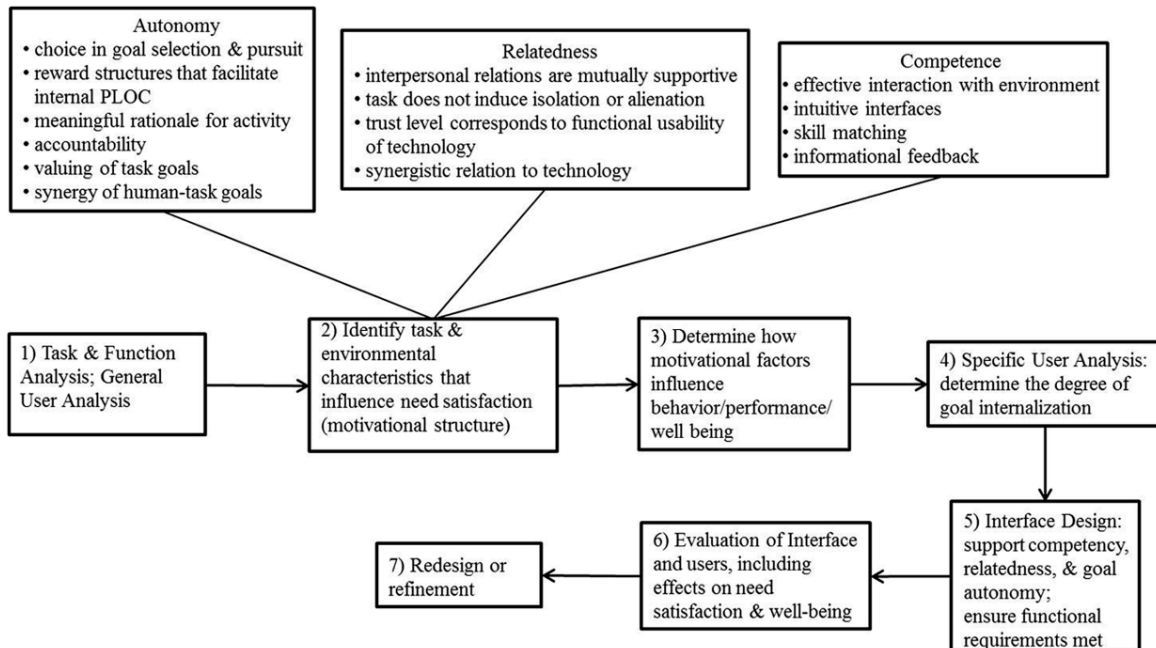 Autonomy
• choice in goal selection & pursuit
• reward structures that facilitate
internal PLOC
• meaningful rationale for activity
• accountability
• valuing of task goals
• synergy of human-task goals
Relatedness
• interpersonal relations are mutually supportive
• task does not induce isolation or alienation
• trust level corresponds to functional usability
of technology
• synergistic relation to technology
Competence
• effective interaction with environment
• intuitive interfaces
• skill matching
• informational feedback
1) Task & Function
Analysis; General
User Analysis
2) Identify task &
environmental
characteristics that
influence need satisfaction
(motivational structure)
3) Determine how
motivational factors
influence
behavior/performance/
well being
4) Specific User Analysis:
determine the degree of
goal internalization
5) Interface Design:
support competency,
relatedness, & goal
autonomy;
ensure functional
requirements met
6) Evaluation of Interface
and users, including
effects on need
satisfaction & well-being
7) Redesign or
refinement